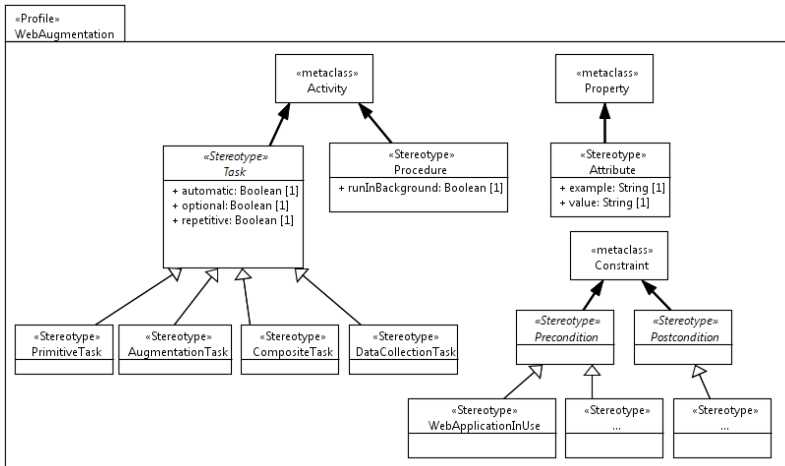 «Profile»
WebAugmentation
«metaclass»
Activity
«metaclass»
Property
«Stereotype»
Task
+ automatic: Boolean [1]
+ optional: Boolean [1]
+ repetitive: Boolean [1]
«Stereotype»
Procedure
+ runInBackground: Boolean [1]
«Stereotype»
Attribute
+ example: String [1]
+ value: String [1]
«metaclass»
Constraint
«Stereotype»
PrimitiveTask
«Stereotype»
AugmentationTask
«Stereotype»
CompositeTask
«Stereotype»
DataCollectionTask
«Stereotype»
Precondition
«Stereotype»
Postcondition
«Stereotype»
WebApplicationInUse
«Stereotype»
...
«Stereotype»
...